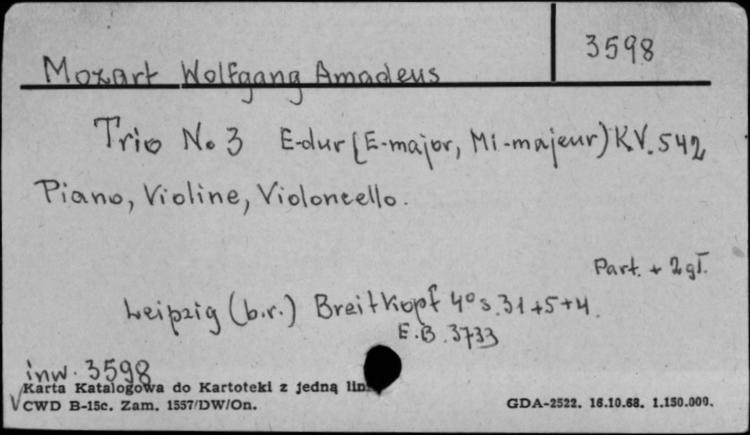 3598
Mozart Wolfgang Amadeus
Trio No 3 E-dur (E-major, Mi-majeur) KV. 542
Piano, Violine, Violoncello.
Part. + 2 gł.
Leipzig (b.r.) Breitkopf 4° s. 31+5+4.
E.B. 3733
inw. 3598
Karta Katalogowa do Kartoteki z jedną lin
CWD B-15c. Zam. 1557/DW/On.
GDA-2522. 16.10.68. 1.150.000.